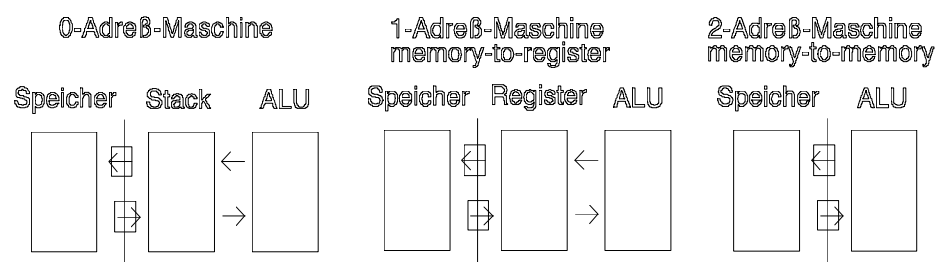 0-Adreß-Maschine
Speicher Stack ALU
1-Adreß-Maschine
memory-to-register
Speicher Register ALU
2-Adreß-Maschine
memory-to-memory
Speicher ALU